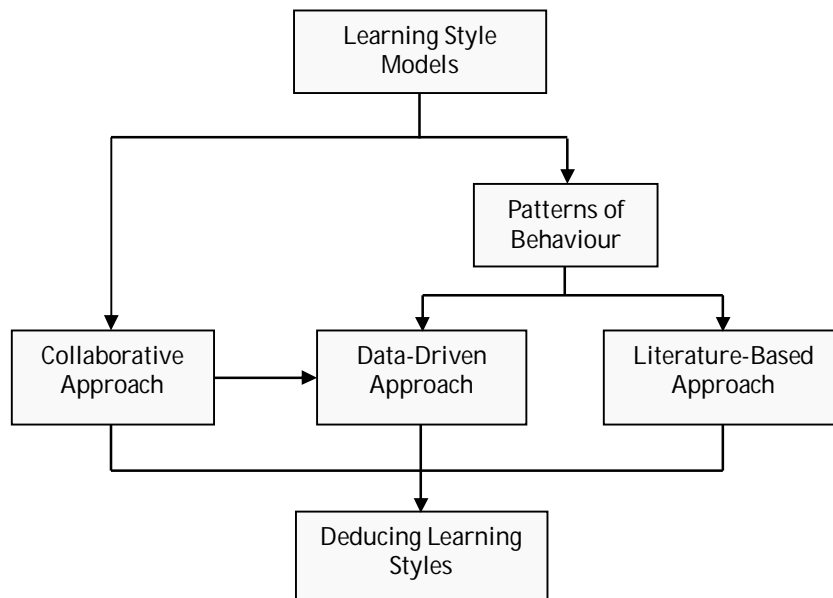 Learning Style
Models
Patterns of
Behaviour
Collaborative
Approach
Data-Driven
Approach
Literature-Based
Approach
Deducing Learning
Styles